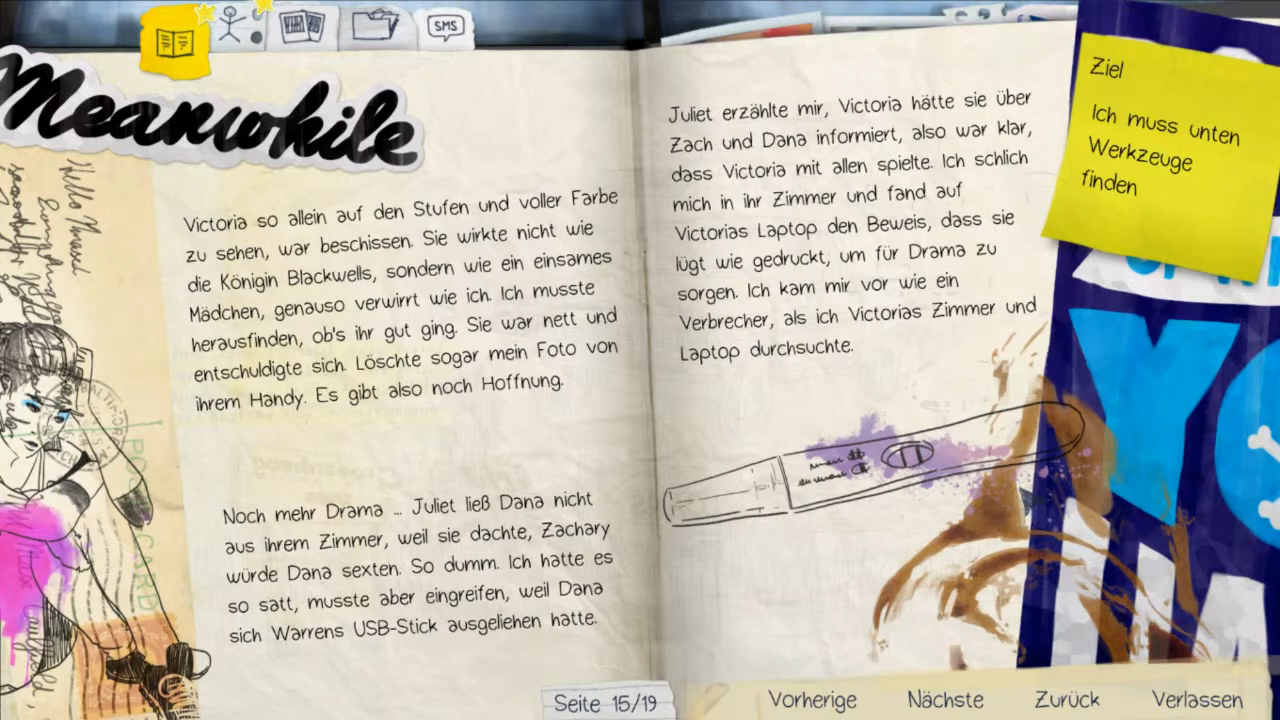 SMS
Meanwhile
Victoria so allein auf den Stufen und voller Farbe
zu sehen, war beschissen. Sie wirkte nicht wie
die Königin Blackwells, sondern wie ein einsames
Mädchen, genauso verwirrt wie ich. Ich musste
herausfinden, ob's ihr gut ging. Sie war nett und
entschuldigte sich. Löschte sogar mein Foto von
ihrem Handy. Es gibt also noch Hoffnung.
Noch mehr Drama ... Juliet ließ Dana nicht
aus ihrem Zimmer, weil sie dachte, Zachary
würde Dana sexten. So dumm. Ich hatte es
so satt, musste aber eingreifen, weil Dana
sich Warrens USB-Stick ausgeliehen hatte.
Juliet erzählte mir, Victoria hätte sie über
Zach und Dana informiert, also war klar,
dass Victoria mit allen spielte. Ich schlich
mich in ihr Zimmer und fand auf
Victorias Laptop den Beweis, dass sie
lügt wie gedruckt, um für Drama zu
sorgen. Ich kam mir vor wie ein
Verbrecher, als ich Victorias Zimmer und
Laptop durchsuchte.
Ziel
Ich muss unten
Werkzeuge
finden
Seite 15/19
Vorherige
Nächste
Zurück
Verlassen